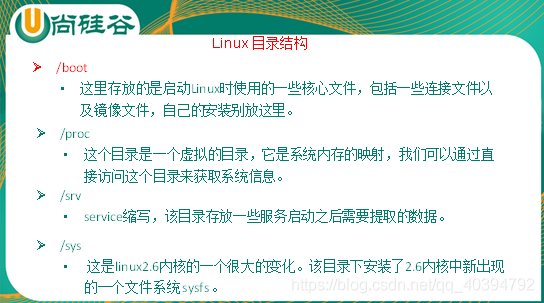 尚硅谷
Linux 目录结构
➢ /boot
• 这里存放的是启动Linux时使用的一些核心文件，包括一些连接文件以
及镜像文件，自己的安装别放这里。
➢ /proc
• 这个目录是一个虚拟的目录，它是系统内存的映射，我们可以通过直
接访问这个目录来获取系统信息。
➢ /srv
• service缩写，该目录存放一些服务启动之后需要提取的数据。
➢ /sys
• 这是linux2.6内核的一个很大的变化。该目录下安装了2.6内核中新出现
的一个文件系统 sysfs 。
https://blog.csdn.net/qq_40394792